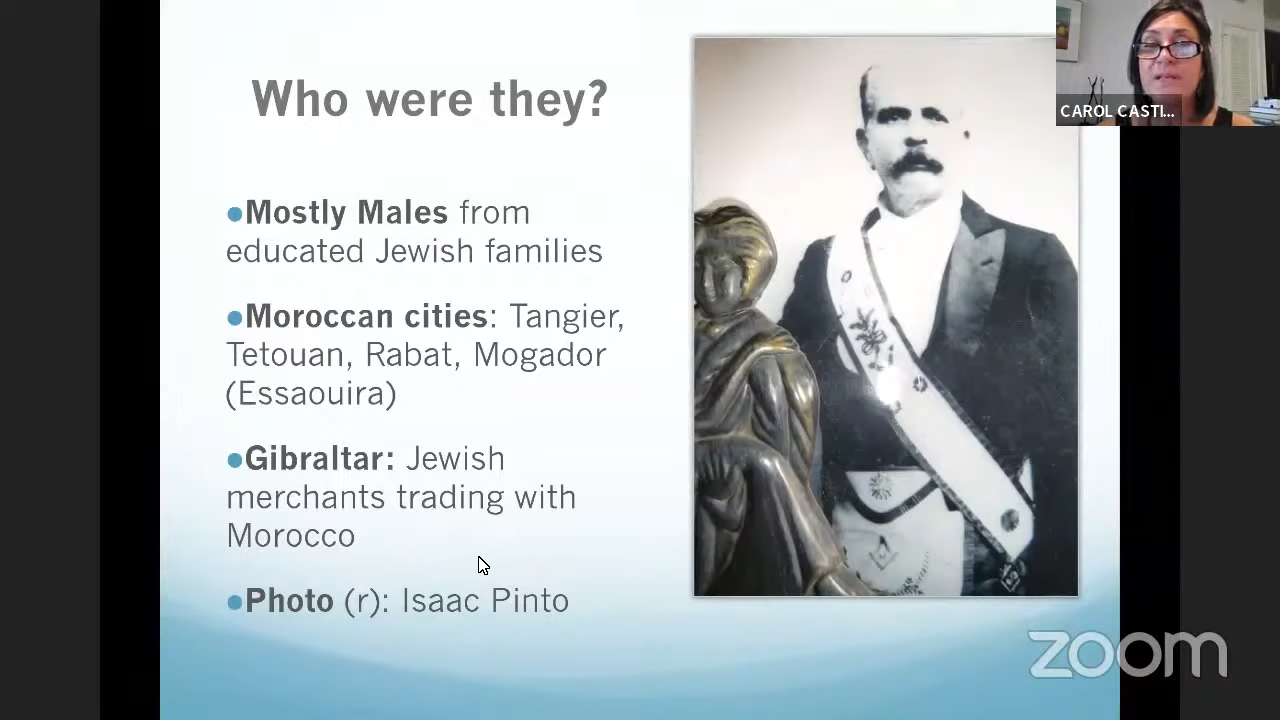 Who were they?
●Mostly Males from
educated Jewish families
●Moroccan cities: Tangier,
Tetouan, Rabat, Mogador
(Essaouira)
●Gibraltar: Jewish
merchants trading with
Morocco
●Photo (r): Isaac Pinto
CAROL CASTI...
zoom